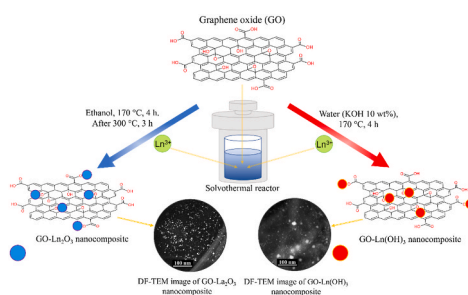 Graphene oxide (GO)
Ethanol, 170 °C, 4 h.
After 300 °C, 3 h
Water (KOH 10 wt%),
170 °C, 4 h
Ln³⁺
Ln³⁺
Solvothermal reactor
GO-Ln₂O₃ nanocomposite
GO-Ln(OH)₃ nanocomposite
100 nm
100 nm
DF-TEM image of GO-La₂O₃
nanocomposite
DF-TEM image of GO-Ln(OH)₃
nanocomposite